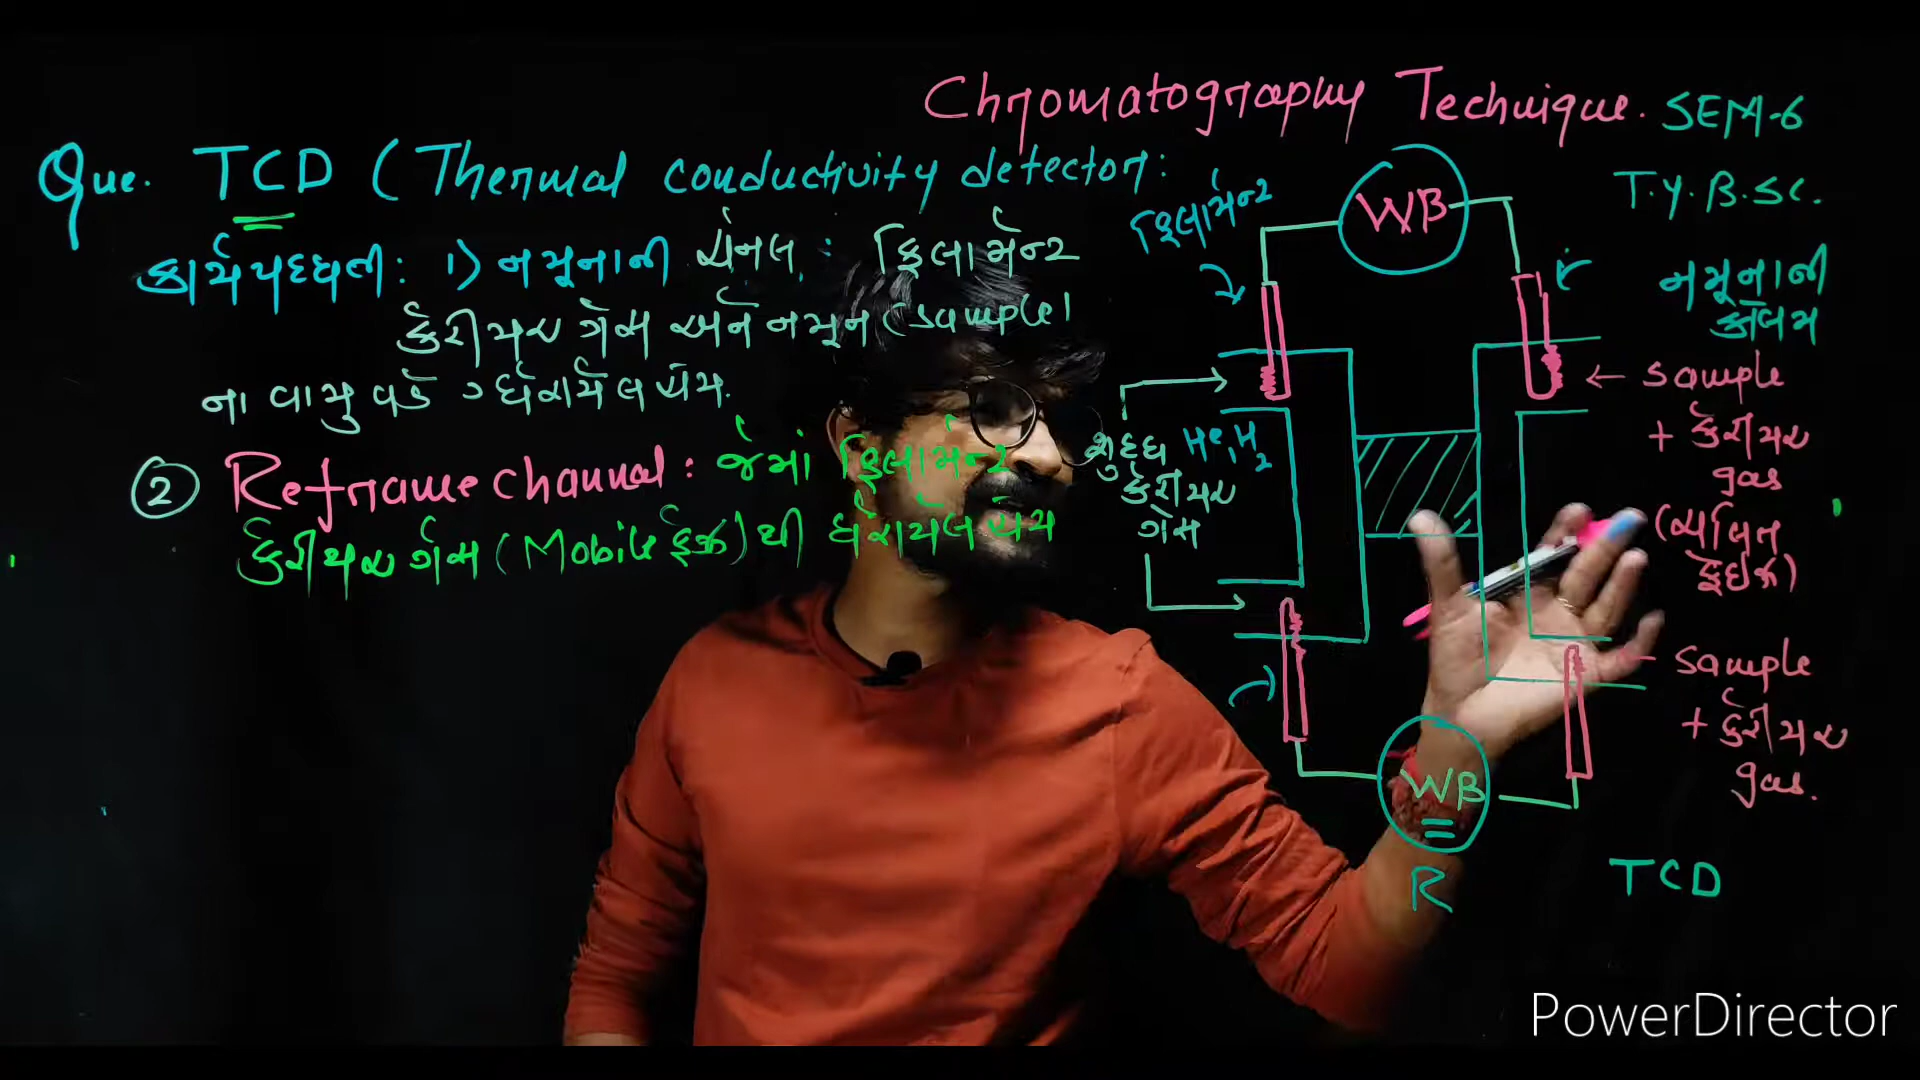 Chromatography Technique. SEM-6
T.Y.B.Sc.
Que. TCD (Thermal conductivity detector:
કાર્યપધ્ધતી: 1) નમૂનાની ચેનલ: ફિલામેન્ટ
કેરીયર ગેસ અને નમૂન (sample)
ના વાયુ વડે ઘેરાયેલ
② Reframe channel: જેમાં ફિલામેન્ટ
કેરીયર ગેસ (Mobile ફેઝ) થી ઘેરાયેલ
ફિલામેન્ટ
WB
નમૂનાની
કોલમ
← sample
+ કેરીયર
gas
શુધ્ધ He, H2
કેરીયર
ગેસ
sample
+ કેરીયર
gas.
WB
R
TCD
PowerDirector